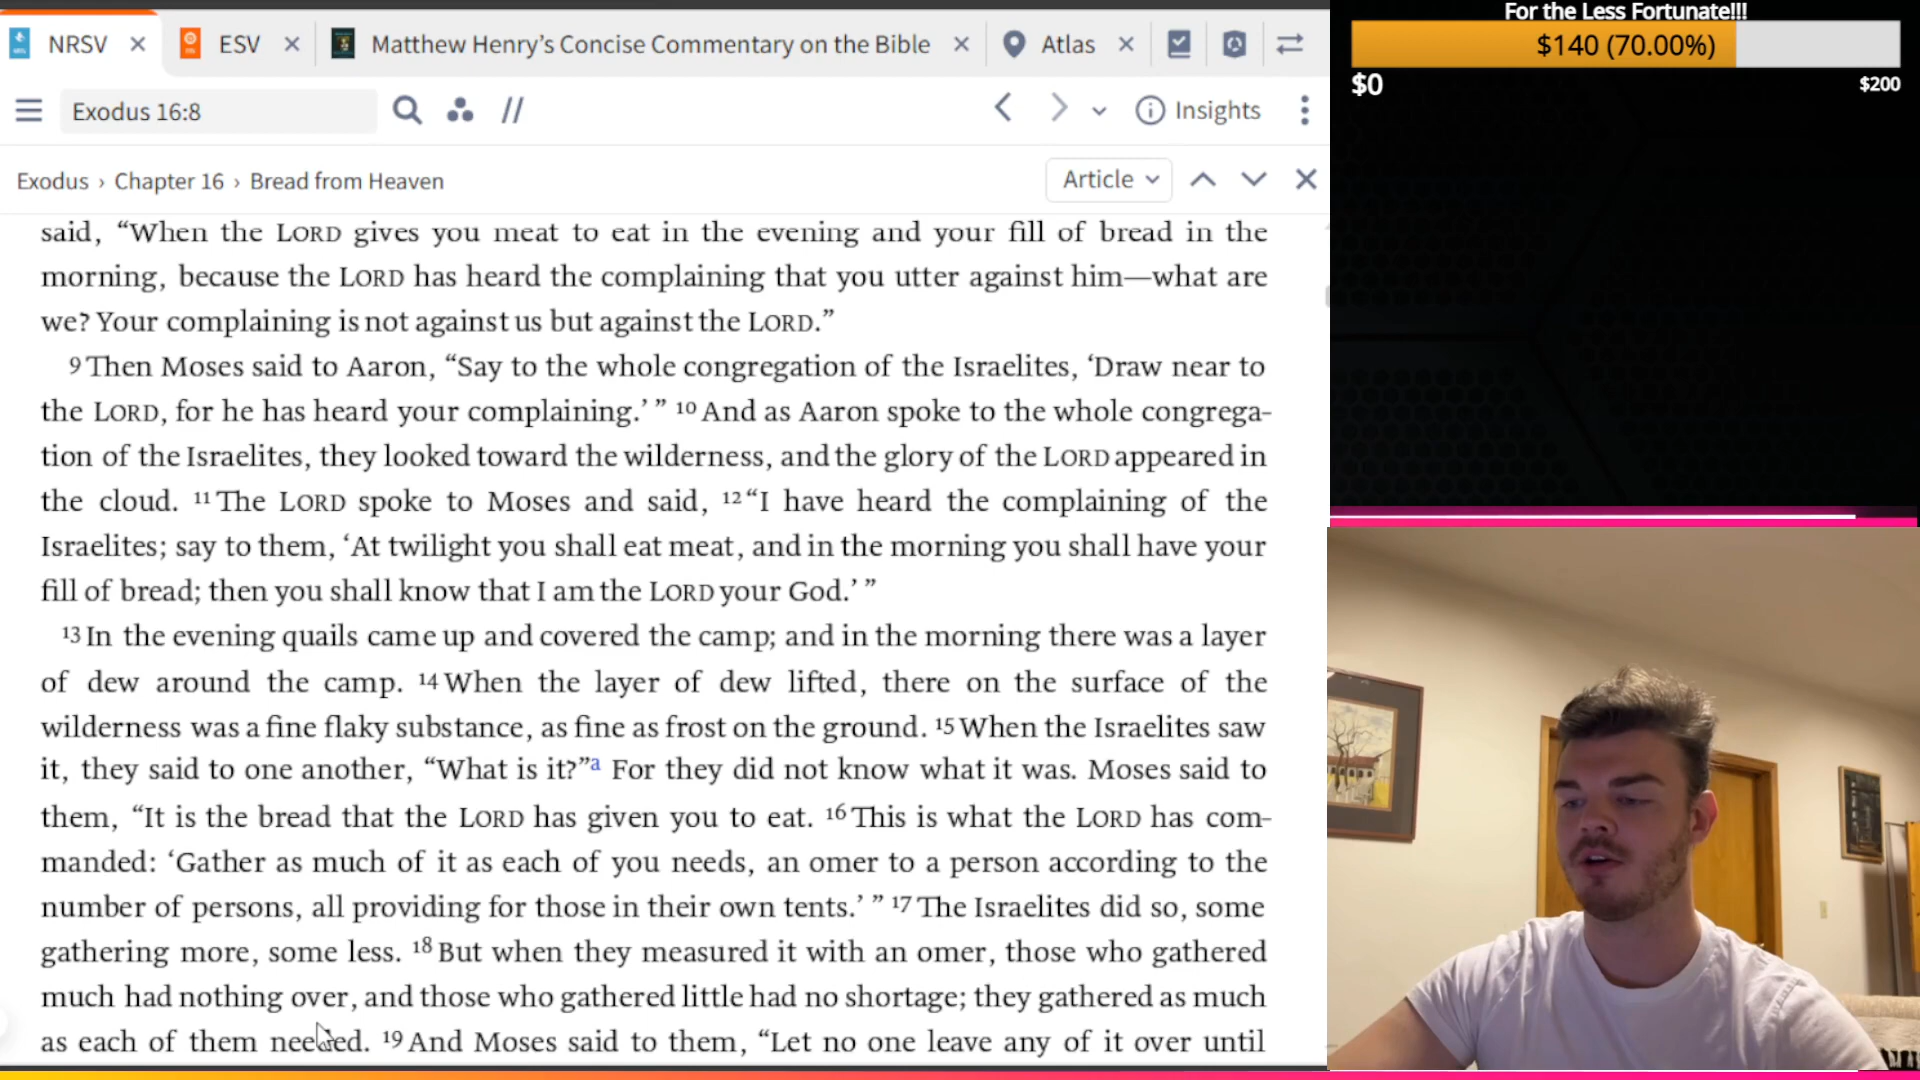 NRSV
ESV
Matthew Henry’s Concise Commentary on the Bible
Atlas
Exodus 16:8
Insights
Exodus › Chapter 16 › Bread from Heaven
Article
said, “When the LORD gives you meat to eat in the evening and your fill of bread in the
morning, because the LORD has heard the complaining that you utter against him—what are
we? Your complaining is not against us but against the LORD.”
9 Then Moses said to Aaron, “Say to the whole congregation of the Israelites, ‘Draw near to
the LORD, for he has heard your complaining.’ ” 10 And as Aaron spoke to the whole congrega-
tion of the Israelites, they looked toward the wilderness, and the glory of the LORD appeared in
the cloud. 11 The LORD spoke to Moses and said, 12 “I have heard the complaining of the
Israelites; say to them, ‘At twilight you shall eat meat, and in the morning you shall have your
fill of bread; then you shall know that I am the LORD your God.’ ”
13 In the evening quails came up and covered the camp; and in the morning there was a layer
of dew around the camp. 14 When the layer of dew lifted, there on the surface of the
wilderness was a fine flaky substance, as fine as frost on the ground. 15 When the Israelites saw
it, they said to one another, “What is it?”a For they did not know what it was. Moses said to
them, “It is the bread that the LORD has given you to eat. 16 This is what the LORD has com-
manded: ‘Gather as much of it as each of you needs, an omer to a person according to the
number of persons, all providing for those in their own tents.’ ” 17 The Israelites did so, some
gathering more, some less. 18 But when they measured it with an omer, those who gathered
much had nothing over, and those who gathered little had no shortage; they gathered as much
as each of them needed. 19 And Moses said to them, “Let no one leave any of it over until
For the Less Fortunate!!!
$140 (70.00%)
$0
$200